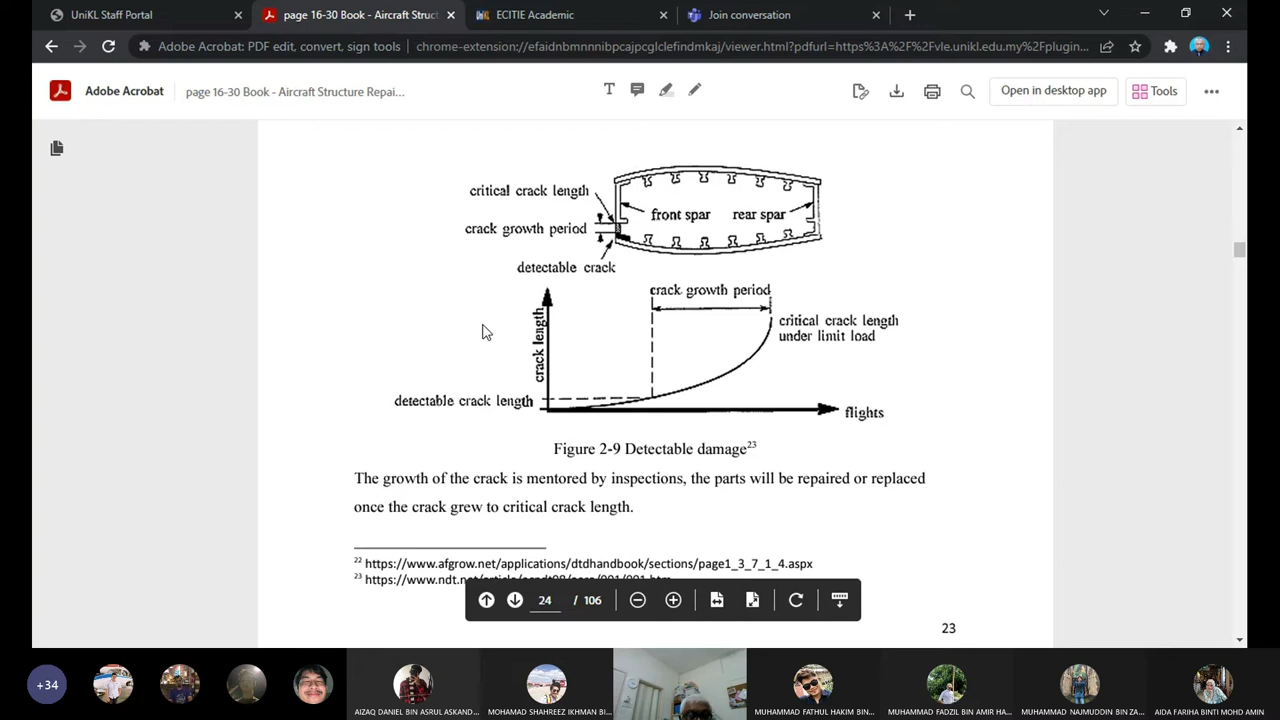 UniKL Staff Portal
page 16-30 Book - Aircraft Struct
ECITIE Academic
Join conversation
Adobe Acrobat: PDF edit, convert, sign tools
chrome-extension://efaidnbmnnnibpcajpcglclefindmkaj/viewer.html?pdfurl=https%3A%2F%2Fvle.unikl.edu.my%2Fplugin...
Adobe Acrobat
page 16-30 Book - Aircraft Structure Repai...
Open in desktop app
Tools
critical crack length
front spar
rear spar
crack growth period
detectable crack
crack growth period
crack length
critical crack length
under limit load
detectable crack length
flights
Figure 2-9 Detectable damage23
The growth of the crack is mentored by inspections, the parts will be repaired or replaced
once the crack grew to critical crack length.
22 https://www.afgrow.net/applications/dtdhandbook/sections/page1_3_7_1_4.aspx
23 https://www.ndt.net/article/
24 / 106
23
+34
AIZAQ DANIEL BIN ASRUL ASKAND...
MOHAMAD SHAHREEZ IKHMAN BI...
MUHAMMAD FATHUL HAKIM BIN...
MUHAMMAD FADZIL BIN AMIR HA...
MUHAMMAD NAJMUDDIN BIN ZA...
AIDA FARIHA BINTI MOHD AMIN